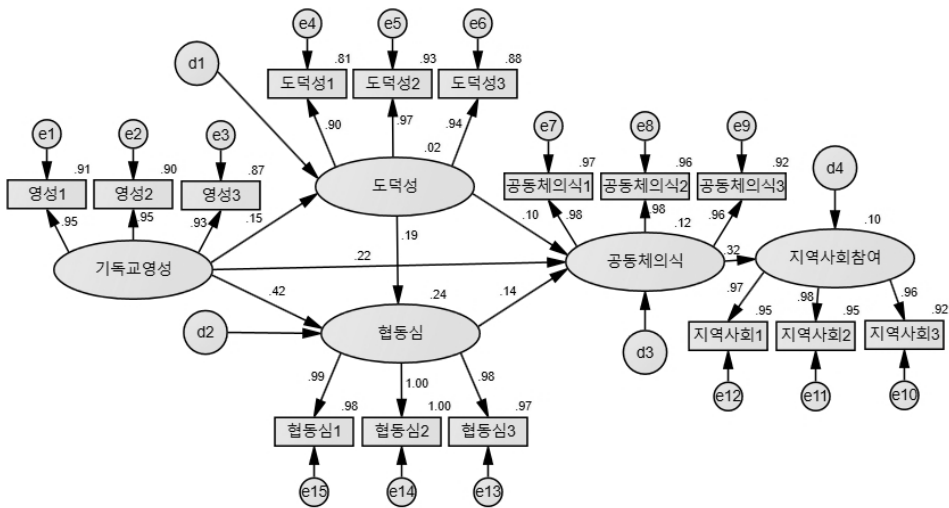 e4 e5 e6
.81 .93 .88
d1
도덕성1 도덕성2 도덕성3
.90 .97 .94
e1 e2 e3
.91 .90 .87
영성1 영성2 영성3
.95 .95 .93
.02
도덕성
e7 e8 e9
.97 .96 .92
공동체의식1 공동체의식2 공동체의식3
.98 .98 .96
d4
.15
.10
.12
.10
.19
기독교영성
.22
공동체의식
.32
지역사회참여
.42
.24
.14
d2
협동심
d3
.97 .98 .96
.95 .95 .92
지역사회1 지역사회2 지역사회3
e12 e11 e10
.99 1.00 .98
.98 1.00 .97
협동심1 협동심2 협동심3
e15 e14 e13